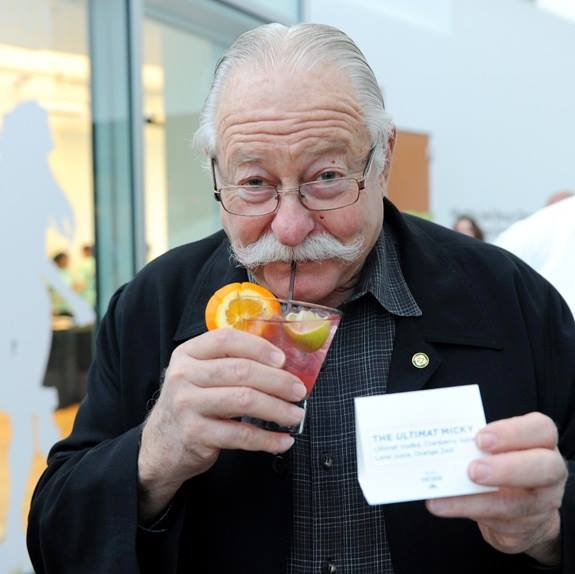 THE ULTIMAT MICKY
Ultimat Vodka, Cranberry Juice,
Lime Juice, Orange Zest